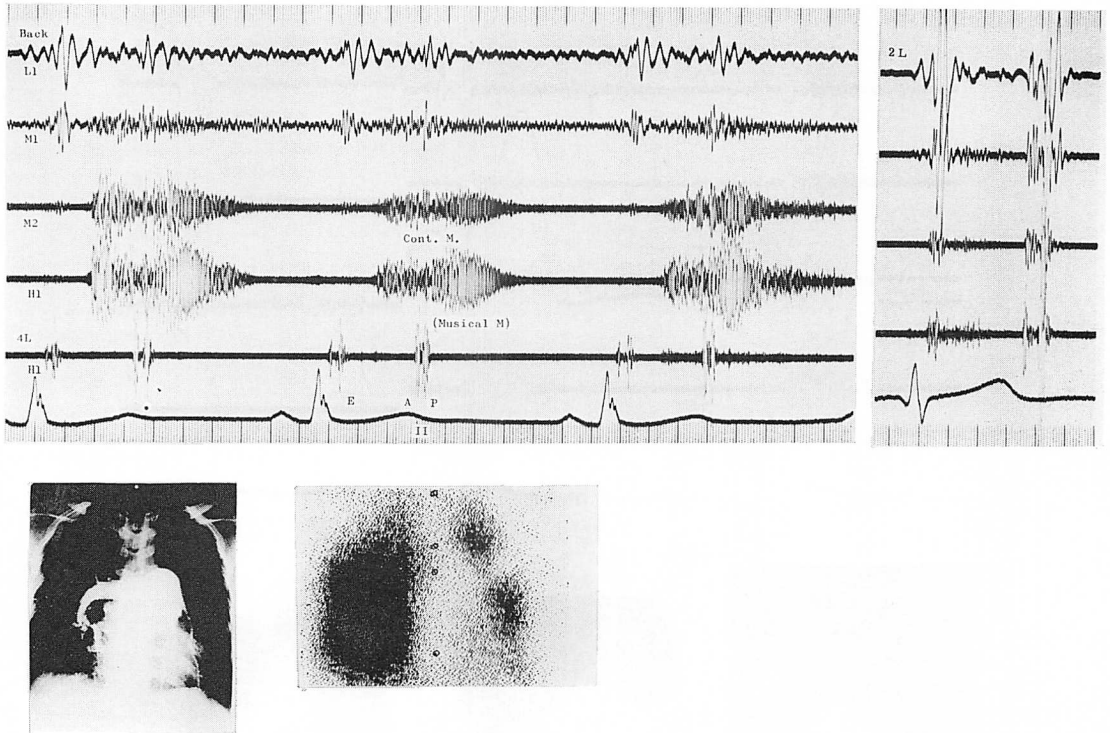 Back
L1
M1
M2
Cont. M.
H1
(Musical M)
4L
H1
E A P
II
2L